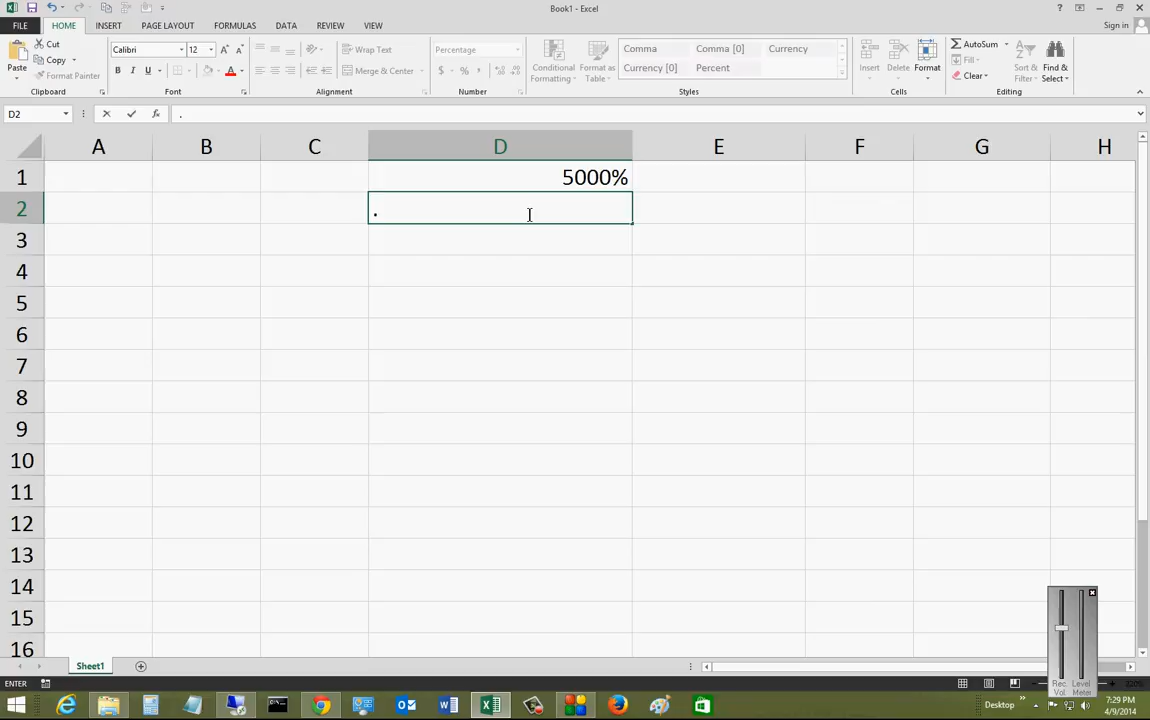 Book1 - Excel
Sign in
FILE HOME INSERT PAGE LAYOUT FORMULAS DATA REVIEW VIEW
Paste
Cut
Copy
Format Painter
Clipboard
Calibri 12
B I U
Font
Wrap Text
Merge & Center
Alignment
Percentage
$ % ,
Number
Conditional Formatting
Format as Table
Comma Comma [0] Currency
Currency [0] Percent
Styles
Insert Delete Format
Cells
AutoSum
Fill
Clear
Sort & Filter
Find & Select
Editing
D2 fx .
A B C D E F G H
1 5000%
2 .
3
4
5
6
7
8
9
10
11
12
13
14
15
16
Sheet1
ENTER
Rec. Vol
Level Meter
Desktop
7:29 PM
4/9/2014